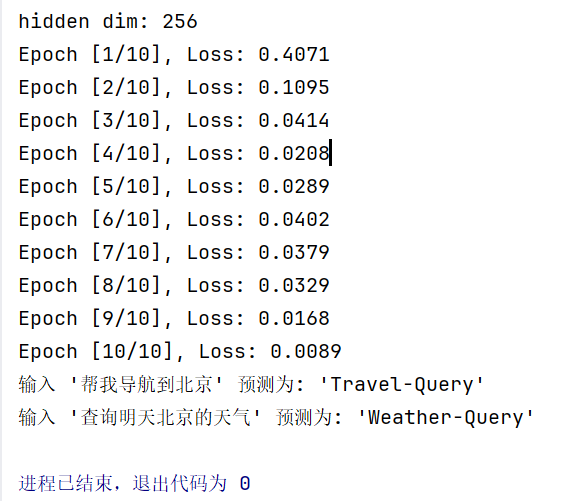 hidden dim: 256
Epoch [1/10], Loss: 0.4071
Epoch [2/10], Loss: 0.1095
Epoch [3/10], Loss: 0.0414
Epoch [4/10], Loss: 0.0208
Epoch [5/10], Loss: 0.0289
Epoch [6/10], Loss: 0.0402
Epoch [7/10], Loss: 0.0379
Epoch [8/10], Loss: 0.0329
Epoch [9/10], Loss: 0.0168
Epoch [10/10], Loss: 0.0089
输入 '帮我导航到北京' 预测为: 'Travel-Query'
输入 '查询明天北京的天气' 预测为: 'Weather-Query'
进程已结束，退出代码为 0